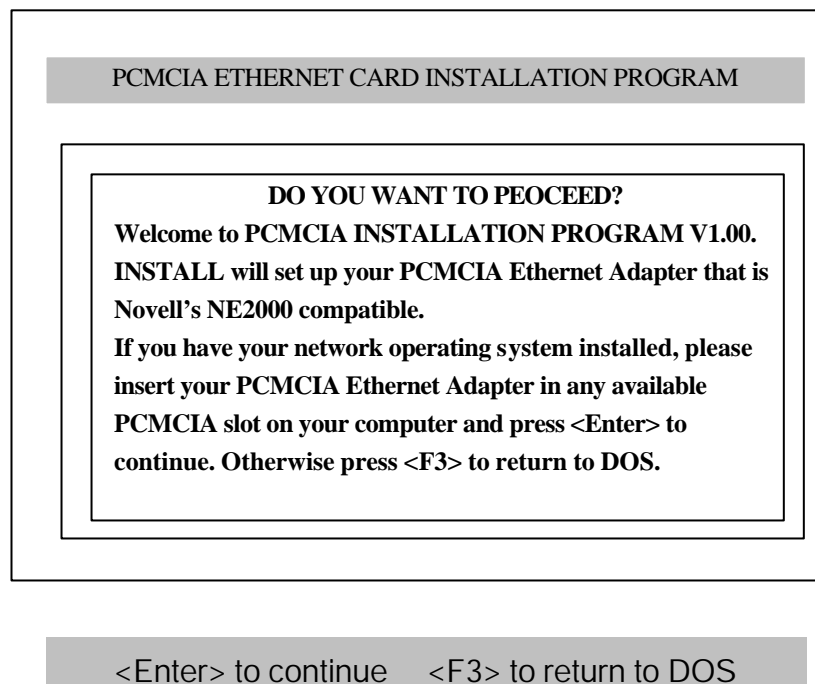 PCMCIA ETHERNET CARD INSTALLATION PROGRAM
DO YOU WANT TO PEOCEED?
Welcome to PCMCIA INSTALLATION PROGRAM V1.00.
INSTALL will set up your PCMCIA Ethernet Adapter that is
Novell’s NE2000 compatible.
If you have your network operating system installed, please
insert your PCMCIA Ethernet Adapter in any available
PCMCIA slot on your computer and press <Enter> to
continue. Otherwise press <F3> to return to DOS.
<Enter> to continue <F3> to return to DOS